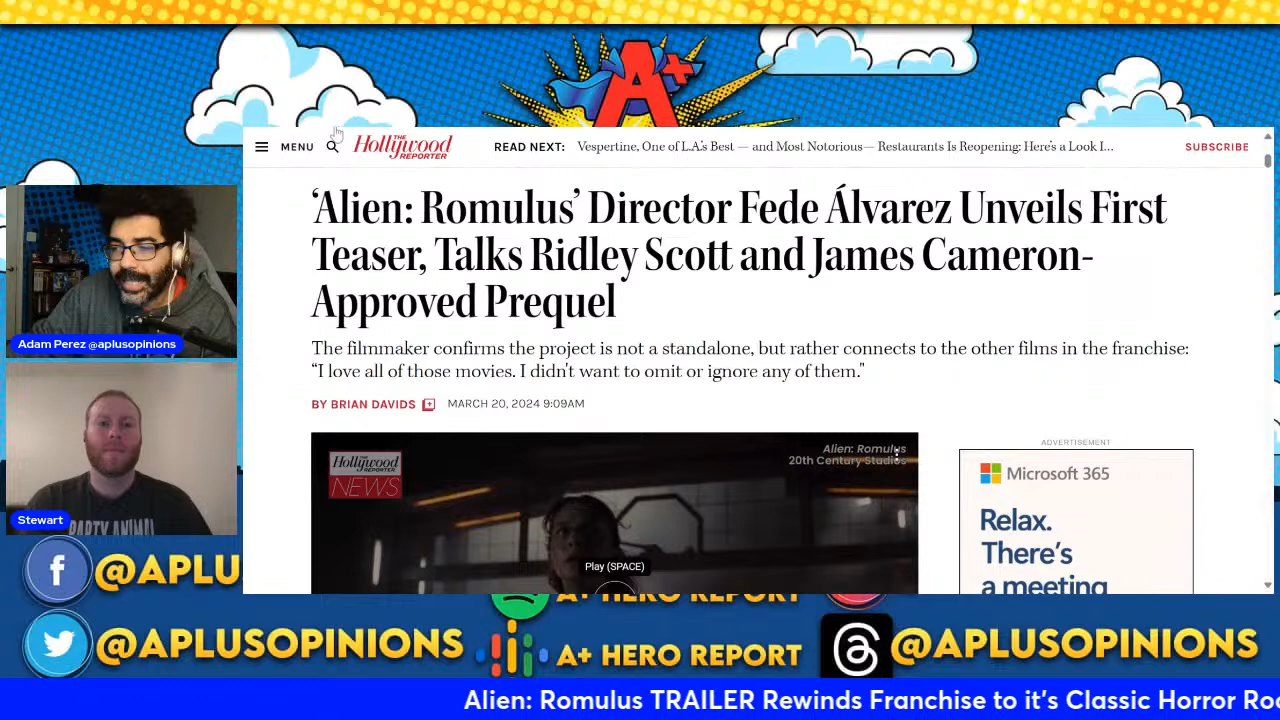 A+
MENU
THE Hollywood REPORTER
READ NEXT: Vespertine, One of L.A.'s Best — and Most Notorious— Restaurants Is Reopening: Here's a Look I...
SUBSCRIBE
‘Alien: Romulus’ Director Fede Álvarez Unveils First
Teaser, Talks Ridley Scott and James Cameron-
Approved Prequel
The filmmaker confirms the project is not a standalone, but rather connects to the other films in the franchise:
“I love all of those movies. I didn't want to omit or ignore any of them."
BY BRIAN DAVIDS MARCH 20, 2024 9:09AM
THE Hollywood REPORTER
NEWS
Alien: Romulus
20th Century Studios
Play (SPACE)
ADVERTISEMENT
Microsoft 365
Relax.
There's
a meeting
Adam Perez @aplusopinions
PARTY ANIMAL
Stewart
@APLU
A+ HERO REPORT
@APLUSOPINIONS
A+ HERO REPORT
@APLUSOPINIONS
Alien: Romulus TRAILER Rewinds Franchise to it's Classic Horror Roo